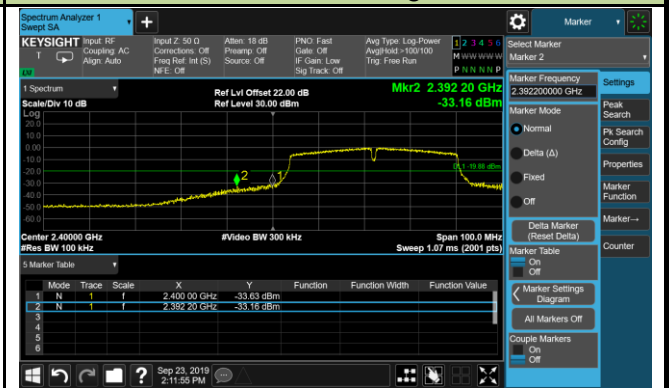 Spectrum Analyzer 1
Swept SA
Marker
KEYSIGHT
Input: RF
Coupling: AC
Align: Auto
Input Z: 50 Ω
Corrections: Off
Freq Ref: Int (S)
NFE: Off
Atten: 18 dB
Preamp: Off
Source: Off
PNO: Fast
Gate: Off
IF Gain: Low
Sig Track: Off
Avg Type: Log-Power
Avg|Hold:>100/100
Trig: Free Run
1 2 3 4 5 6
M W W W W W
P N N N N P
Select Marker
Marker 2
1 Spectrum
Scale/Div 10 dB
Log
Ref Lvl Offset 22.00 dB
Ref Level 30.00 dBm
Mkr2 2.392 20 GHz
-33.16 dBm
20.0
10.0
0.00
-10.0
-20.0
-30.0
-40.0
-50.0
-60.0
2
1
DL1 -19.88 dBm
Center 2.40000 GHz
#Res BW 100 kHz
#Video BW 300 kHz
Span 100.0 MHz
Sweep 1.07 ms (2001 pts)
5 Marker Table
Mode Trace Scale X Y Function Function Width Function Value
1 N 1 f 2.400 00 GHz -33.63 dBm
2 N 1 f 2.392 20 GHz -33.16 dBm
3
4
5
6
Marker Frequency
2.392200000 GHz
Marker Mode
Normal
Delta (Δ)
Fixed
Off
Delta Marker
(Reset Delta)
Marker Table
On
Off
Marker Settings
Diagram
All Markers Off
Couple Markers
On
Off
Settings
Peak
Search
Pk Search
Config
Properties
Marker
Function
Marker→
Counter
?
Sep 23, 2019
2:11:55 PM